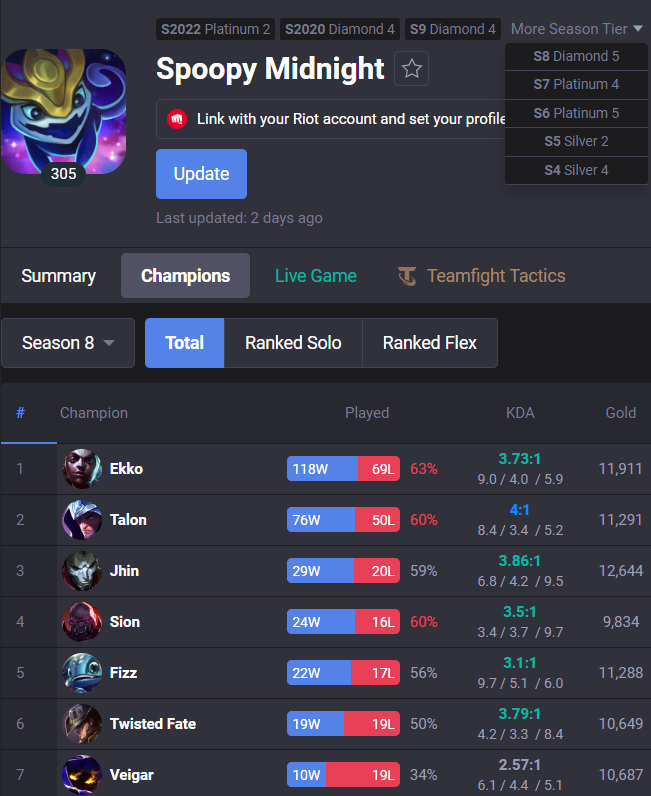 S2022 Platinum 2 S2020 Diamond 4 S9 Diamond 4 More Season Tier
S8 Diamond 5
S7 Platinum 4
S6 Platinum 5
S5 Silver 2
S4 Silver 4
305
Spoopy Midnight
Link with your Riot account and set your profile
Update
Last updated: 2 days ago
Summary Champions Live Game Teamfight Tactics
Season 8 Total Ranked Solo Ranked Flex
# Champion Played KDA Gold
1 Ekko 118W 69L 63% 3.73:1 11,911
9.0 / 4.0 / 5.9
2 Talon 76W 50L 60% 4:1 11,291
8.4 / 3.4 / 5.2
3 Jhin 29W 20L 59% 3.86:1 12,644
6.8 / 4.2 / 9.5
4 Sion 24W 16L 60% 3.5:1 9,834
3.4 / 3.7 / 9.7
5 Fizz 22W 17L 56% 3.1:1 11,288
9.7 / 5.1 / 6.0
6 Twisted Fate 19W 19L 50% 3.79:1 10,649
4.2 / 3.3 / 8.4
7 Veigar 10W 19L 34% 2.57:1 10,687
6.1 / 4.4 / 5.1